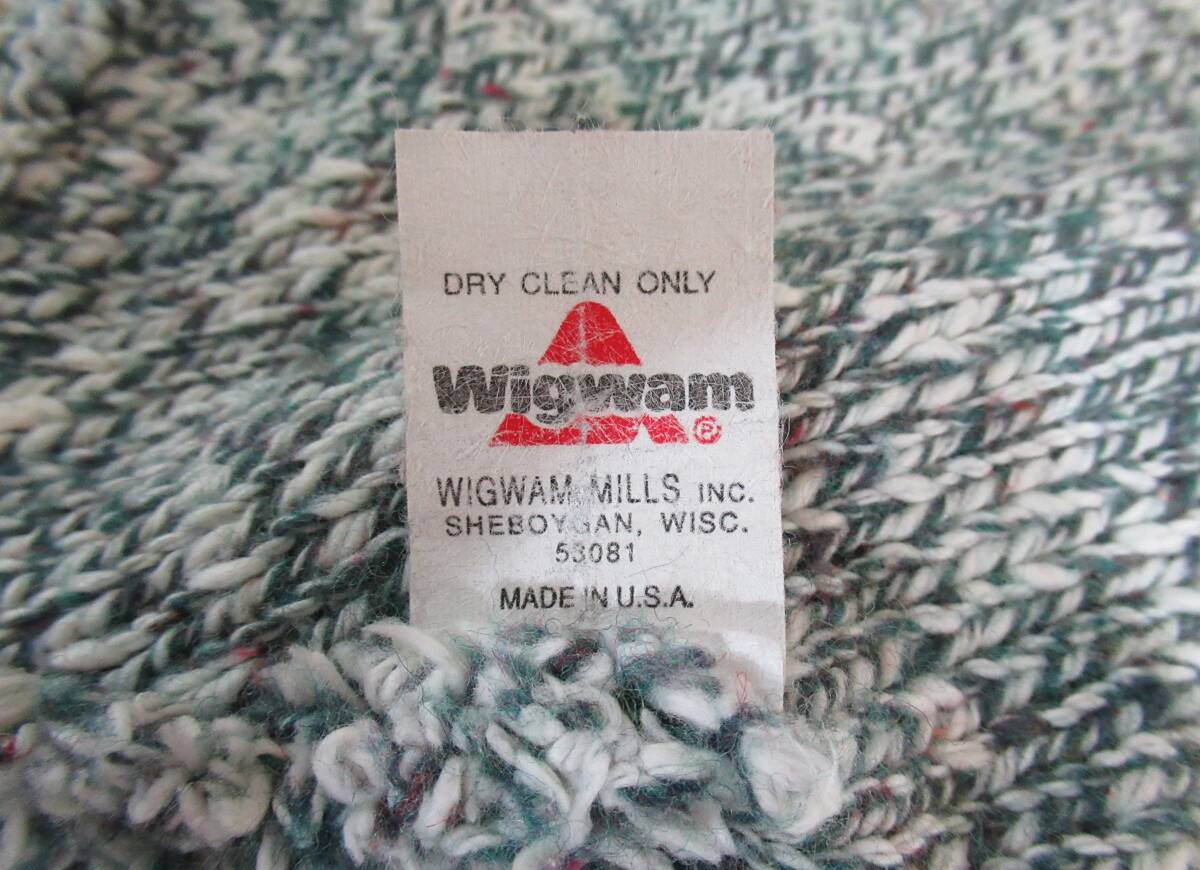 DRY CLEAN ONLY
Wigwam ®
WIGWAM MILLS INC.
SHEBOYGAN, WISC.
53081
MADE IN U.S.A.